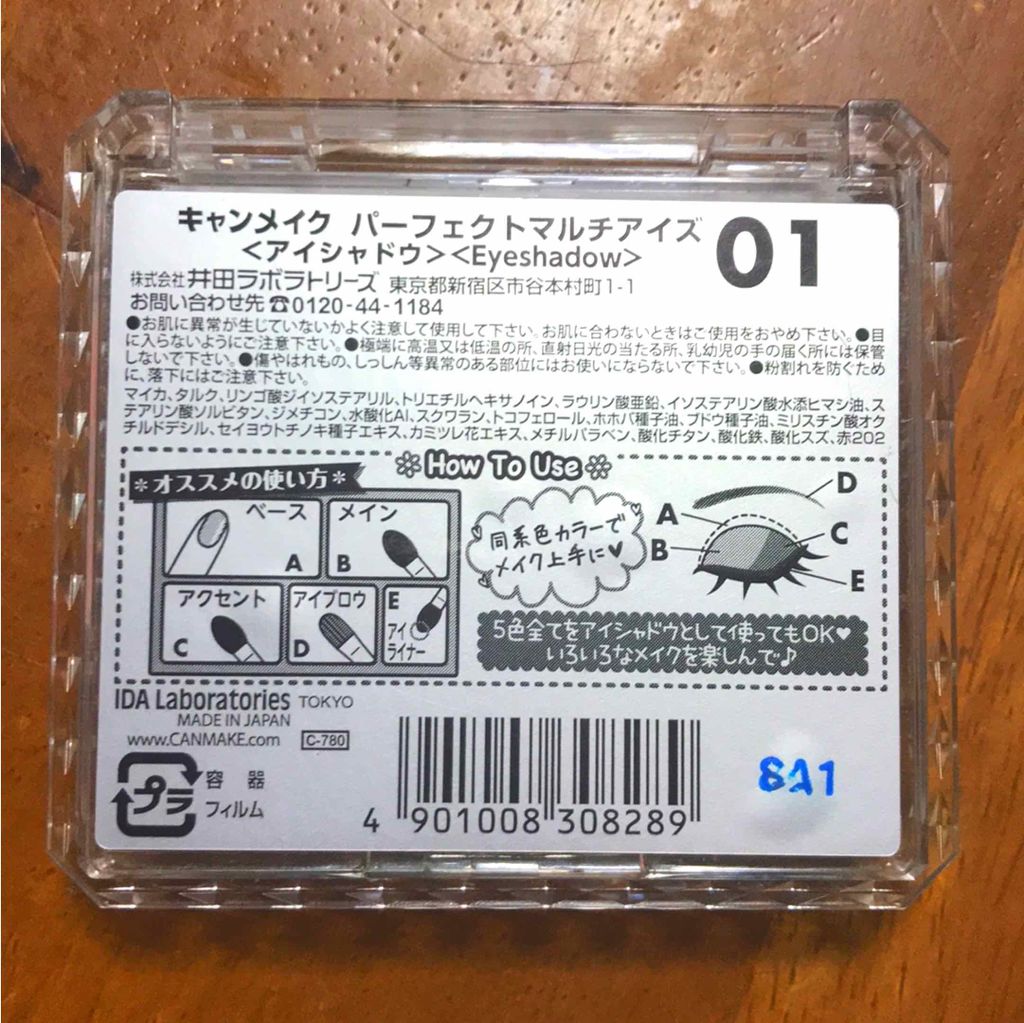 キャンメイク パーフェクトマルチアイズ 01
<アイシャドウ><Eyeshadow>
株式会社 井田ラボラトリーズ 東京都新宿区市谷本村町1-1
お問い合わせ先☎0120-44-1184
●お肌に異常が生じていないかよく注意して使用して下さい。お肌に合わないときはご使用をおやめ下さい。●目
に入らないようにご注意下さい。●極端に高温又は低温の所、直射日光の当たる所、乳幼児の手の届く所には保管
しないで下さい。●傷やはれもの、しっしん等異常のある部位にはお使いにならないで下さい。●粉割れを防ぐため
に、落下にはご注意下さい。
マイカ、タルク、リンゴ酸ジイソステアリル、トリエチルヘキサノイン、ラウリン酸亜鉛、イソステアリン酸水添ヒマシ油、ス
テアリン酸ソルビタン、ジメチコン、水酸化Al、スクワラン、トコフェロール、ホホバ種子油、ブドウ種子油、ミリスチン酸オク
チルドデシル、セイヨウトチノキ種子エキス、カミツレ花エキス、メチルパラベン、酸化チタン、酸化鉄、酸化スズ、赤202
How To Use
*オススメの使い方*
ベース
A
メイン
B
アクセント
C
アイブロウ
D
E
アイ
ライナー
同系色カラーで
メイク上手に♥
A
B
D
C
E
5色全てをアイシャドウとして使ってもOK♥
いろいろなメイクを楽しんで♪
IDA Laboratories TOKYO
MADE IN JAPAN
www.CANMAKE.com C-780
プラ
容器
フィルム
4 901008 308289
8A1